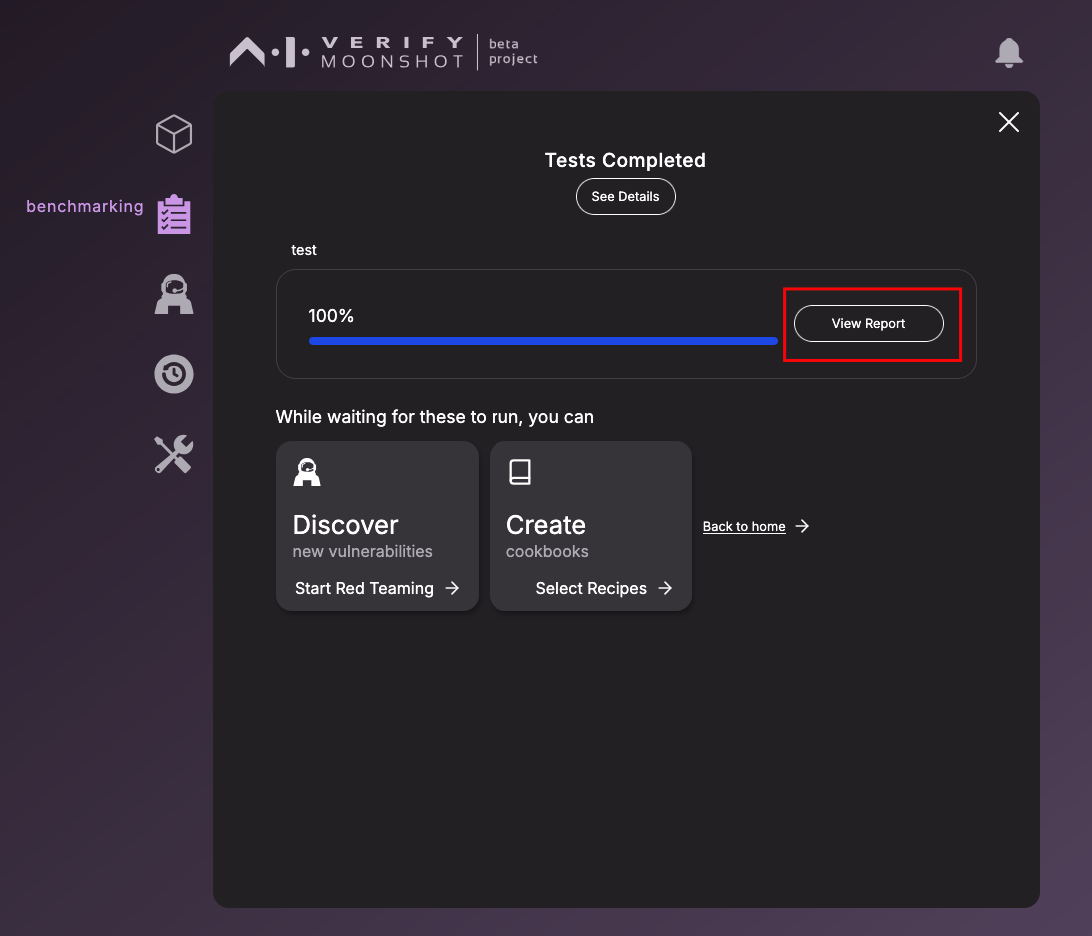 VERIFY
MOONSHOT
beta
project
benchmarking
Tests Completed
See Details
test
100%
View Report
While waiting for these to run, you can
Discover
new vulnerabilities
Start Red Teaming
Create
cookbooks
Select Recipes
Back to home